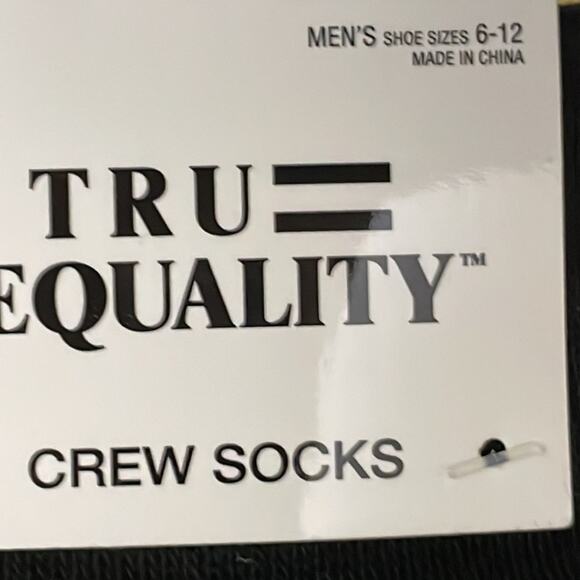 MEN'S SHOE SIZES 6-12
MADE IN CHINA
TRU=
EQUALITY™
CREW SOCKS